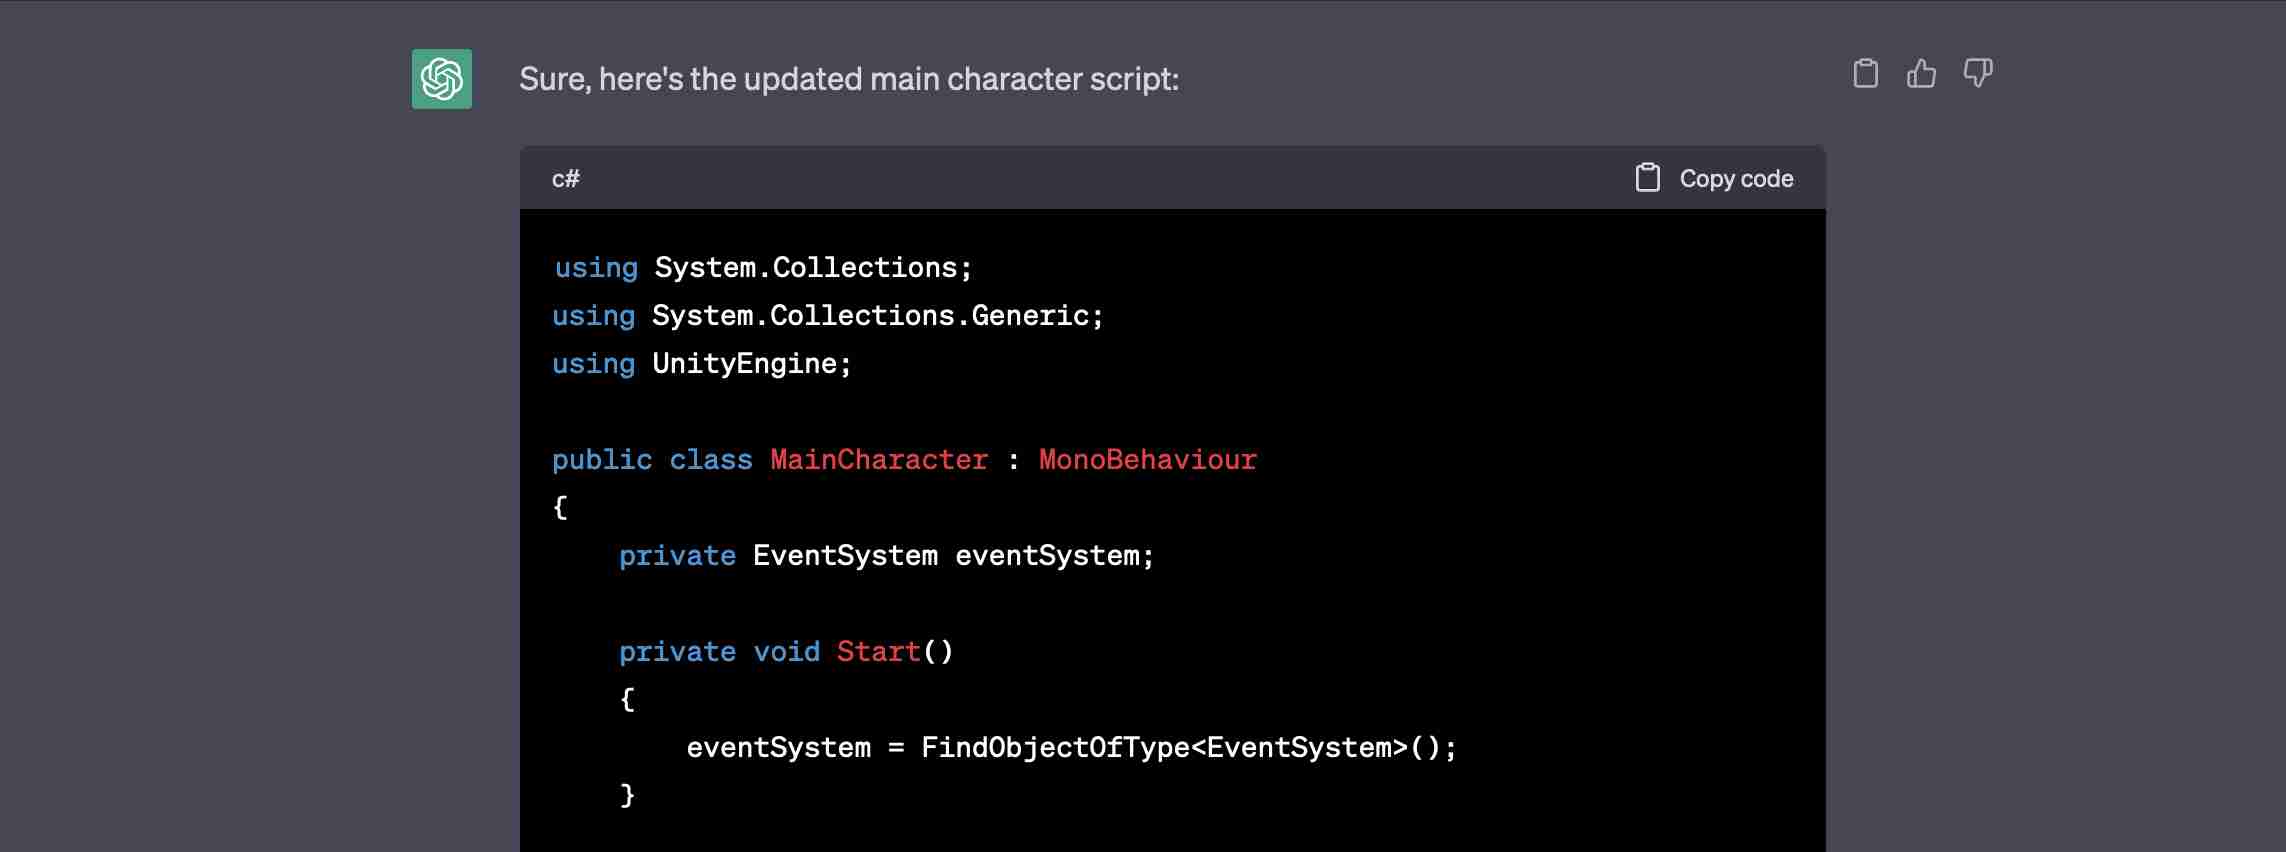 Sure, here's the updated main character script:
c#
Copy code
using System.Collections;
using System.Collections.Generic;
using UnityEngine;
public class MainCharacter : MonoBehaviour
{
    private EventSystem eventSystem;
    private void Start()
    {
        eventSystem = FindObjectOfType<EventSystem>();
    }